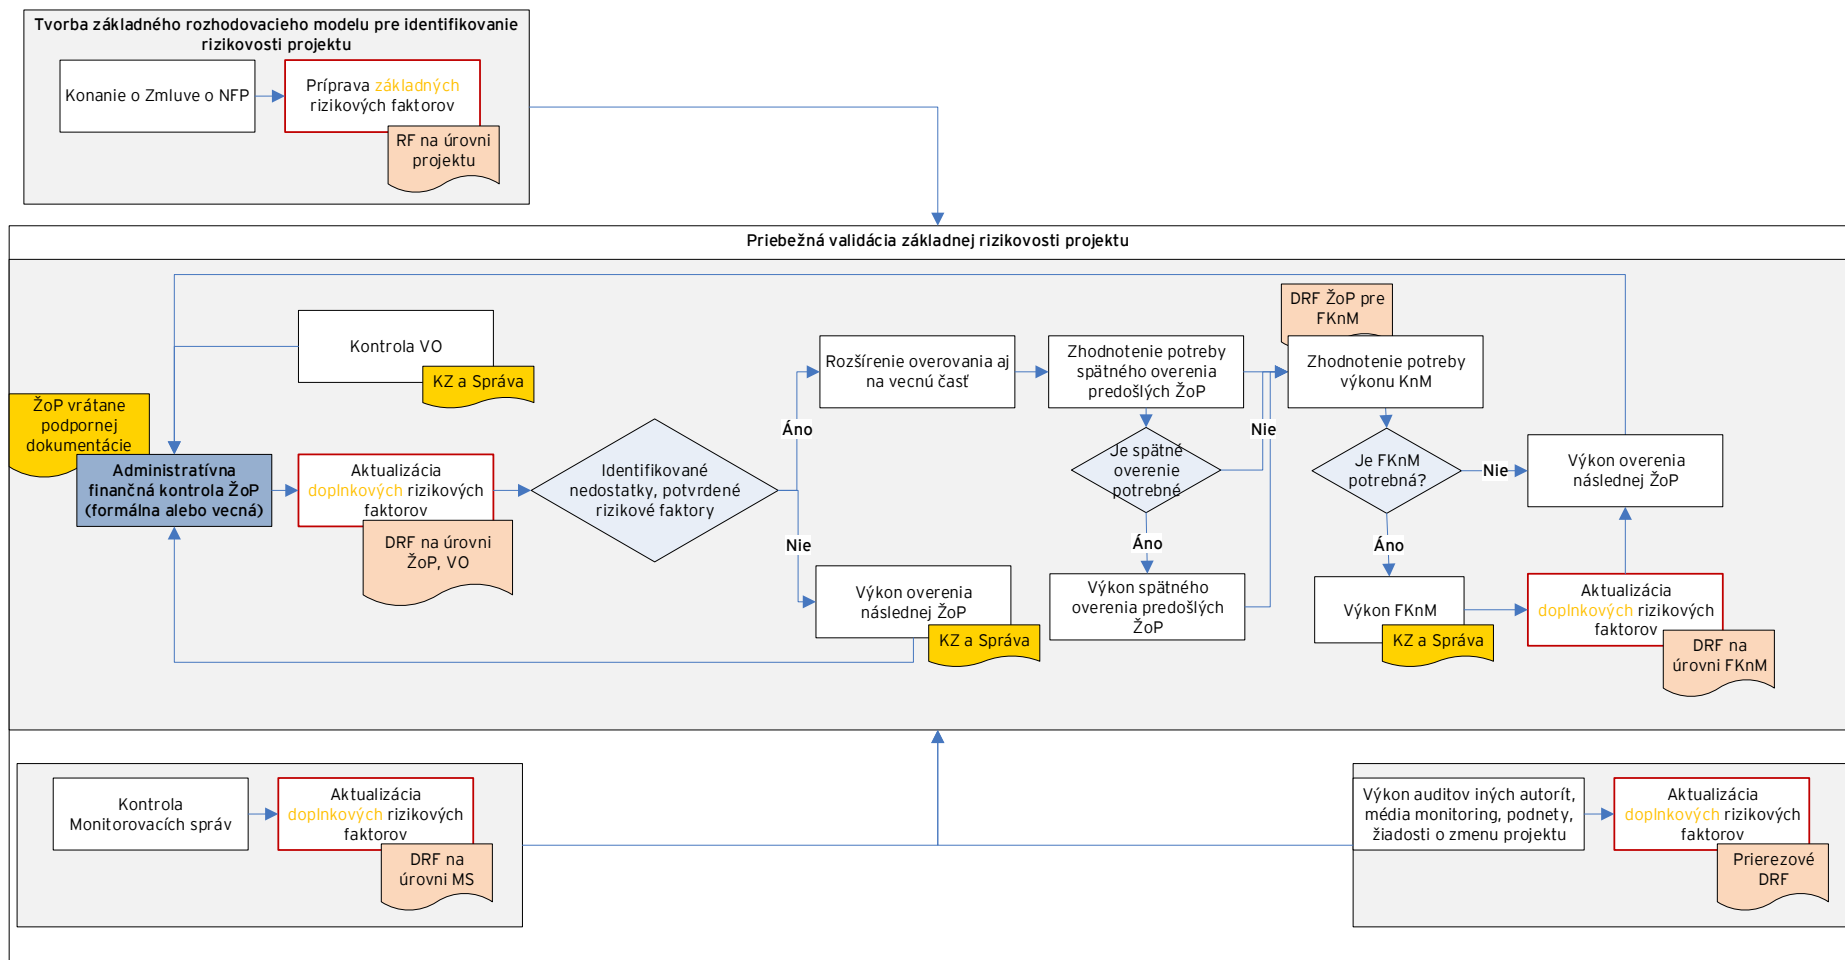 Tvorba základného rozhodovacieho modelu pre identifikovanie
rizikovosti projektu
Konanie o Zmluve o NFP
Príprava základných
rizikových faktorov
RF na úrovni
projektu
Priebežná validácia základnej rizikovosti projektu
Kontrola VO
KZ a Správa
ŽoP vrátane
podpornej
dokumentácie
Administratívna
finančná kontrola ŽoP
(formálna alebo vecná)
Aktualizácia
doplnkových rizikových
faktorov
DRF na úrovni
ŽoP, VO
Identifikované
nedostatky, potvrdené
rizikové faktory
Áno
Nie
Rozšírenie overovania aj
na vecnú časť
Výkon overenia
následnej ŽoP
KZ a Správa
Zhodnotenie potreby
spätného overenia
predošlých ŽoP
Je spätné
overenie
potrebné
Nie
Áno
Výkon spätného
overenia predošlých
ŽoP
DRF ŽoP pre
FKnM
Zhodnotenie potreby
výkonu KnM
Je FKnM
potrebná?
Nie
Áno
Výkon FKnM
KZ a Správa
Výkon overenia
následnej ŽoP
Aktualizácia
doplnkových rizikových
faktorov
DRF na
úrovni FKnM
Kontrola
Monitorovacích správ
Aktualizácia
doplnkových rizikových
faktorov
DRF na
úrovni MS
Výkon auditov iných autorít,
média monitoring, podnety,
žiadosti o zmenu projektu
Aktualizácia
doplnkových rizikových
faktorov
Prierezové
DRF